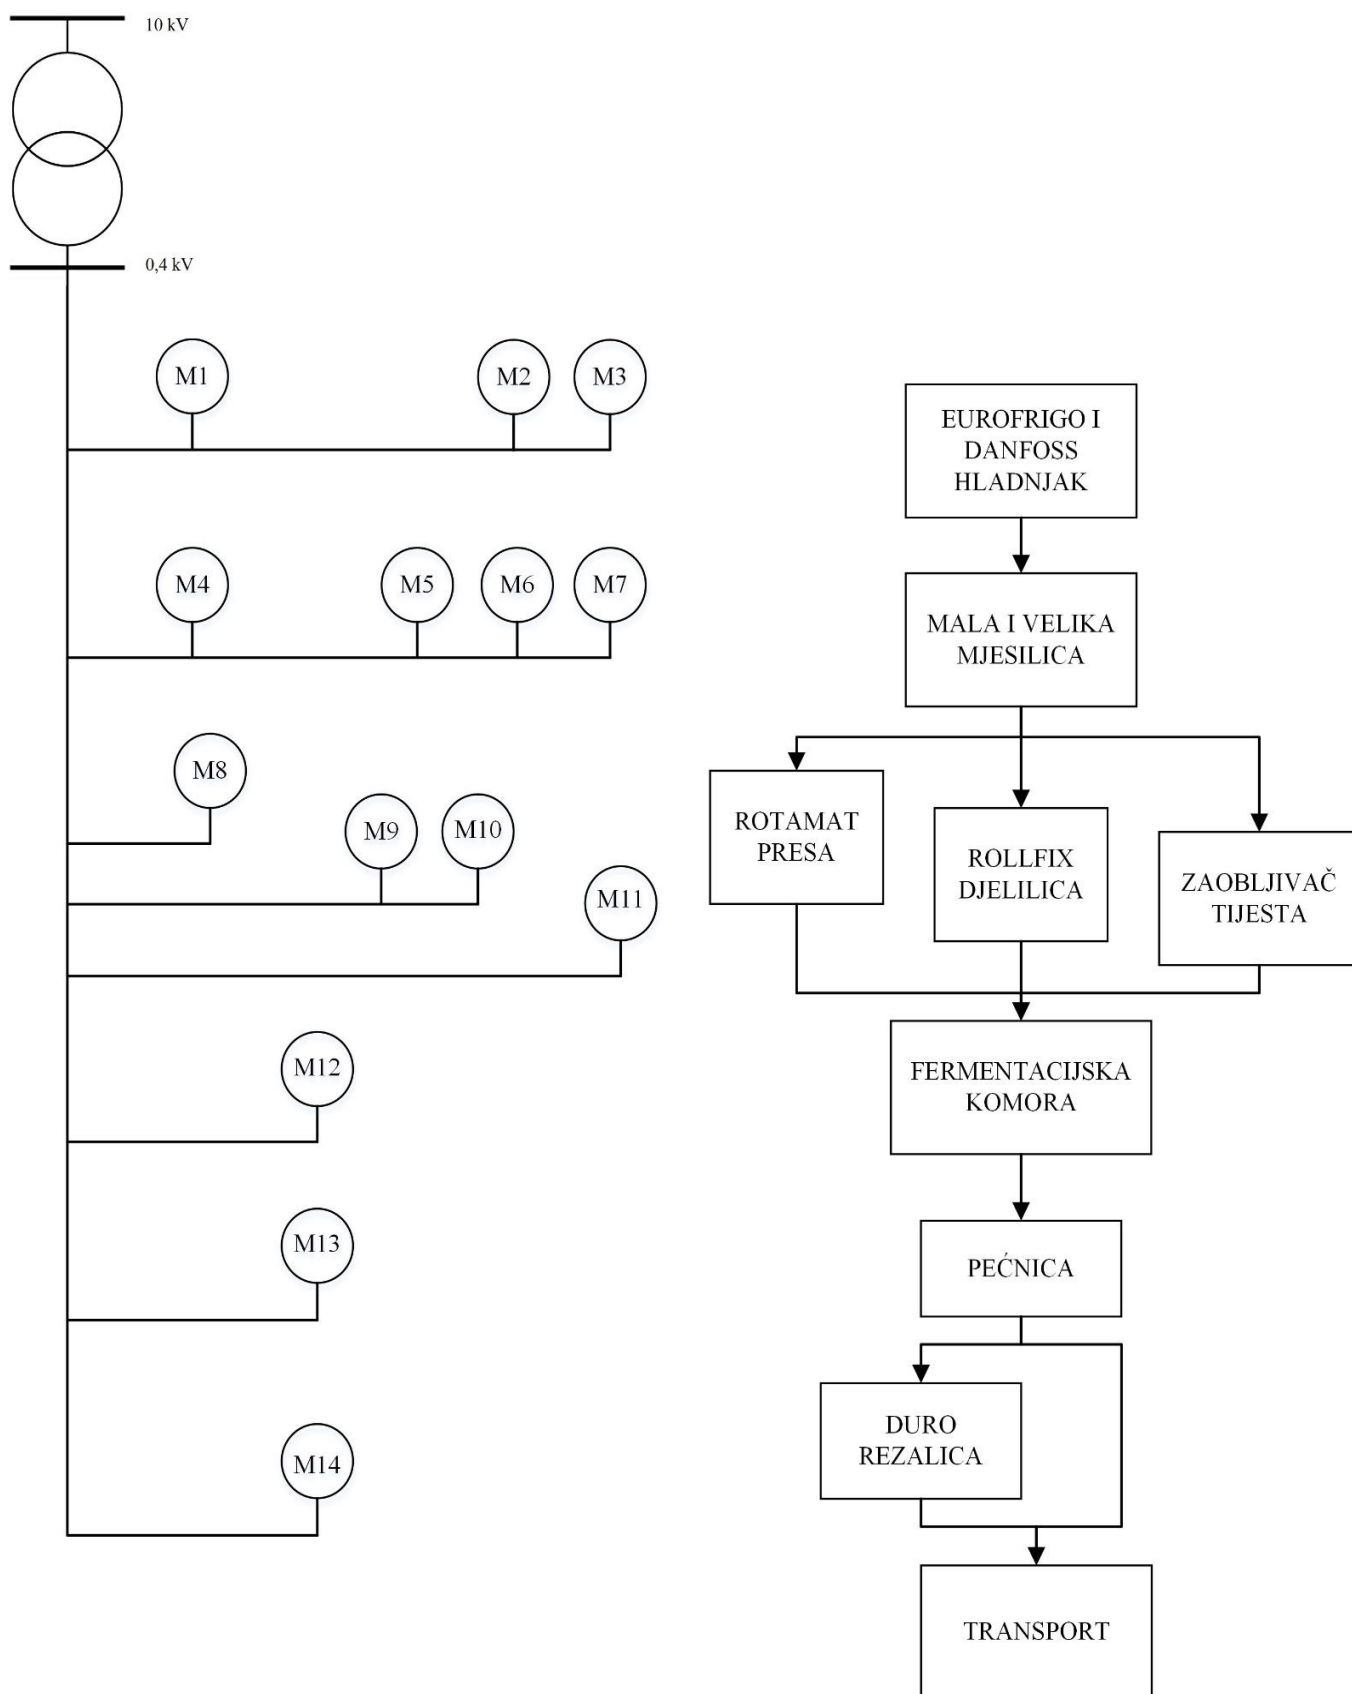 10 kV
0,4 kV
M1
M2
M3
M4
M5
M6
M7
M8
M9
M10
M11
M12
M13
M14
EUROFRIGO I
DANFOSS
HLADNJAK
MALA I VELIKA
MJESILICA
ROTAMAT
PRESA
ROLLFIX
DJELILICA
ZAOBLJIVAČ
TIJESTA
FERMENTACIJSKA
KOMORA
PEĆNICA
DURO
REZALICA
TRANSPORT